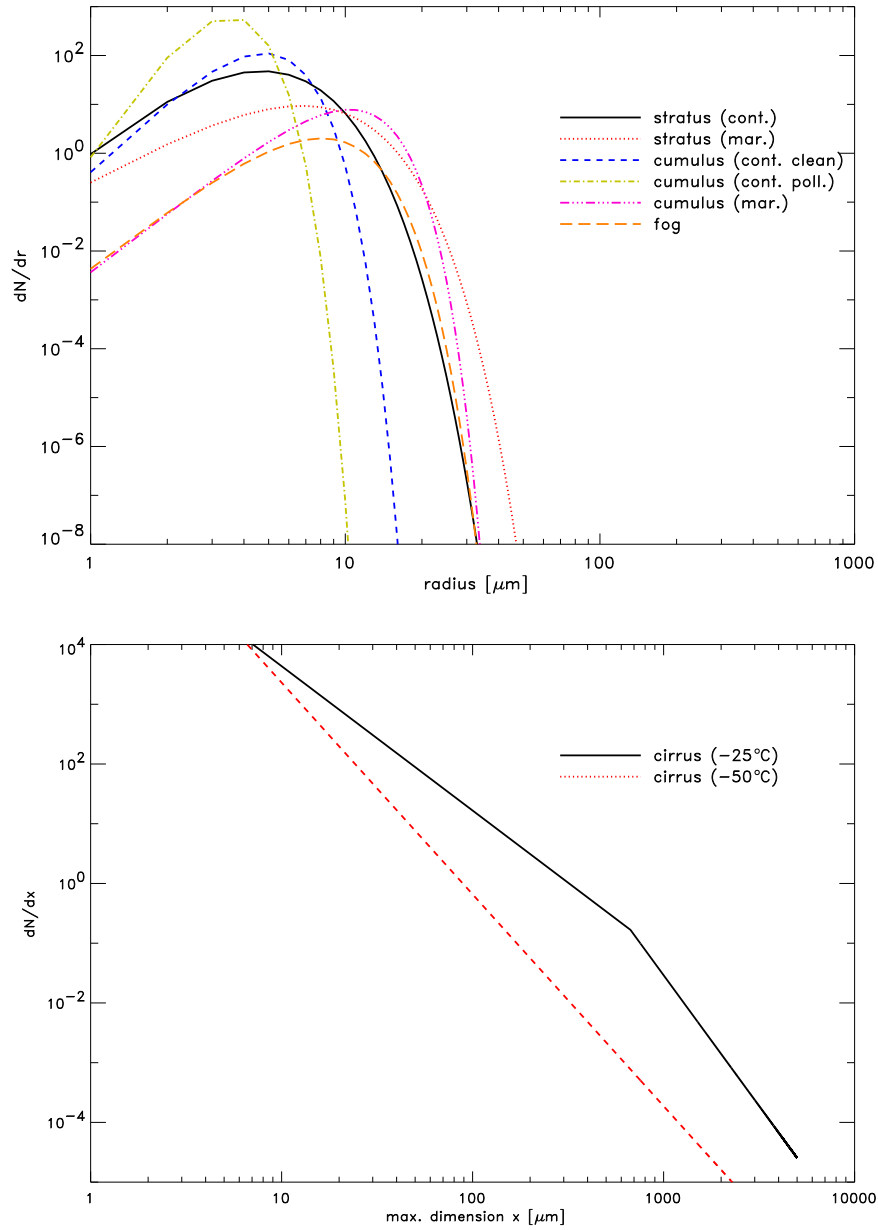 10²
10⁰
10⁻²
10⁻⁴
10⁻⁶
10⁻⁸
dN/dr
1
10
100
1000
radius [μm]
stratus (cont.)
stratus (mar.)
cumulus (cont. clean)
cumulus (cont. poll.)
cumulus (mar.)
fog
10⁴
10²
10⁰
10⁻²
10⁻⁴
dN/dx
1
10
100
1000
10000
max. dimension x [μm]
cirrus (−25°C)
cirrus (−50°C)